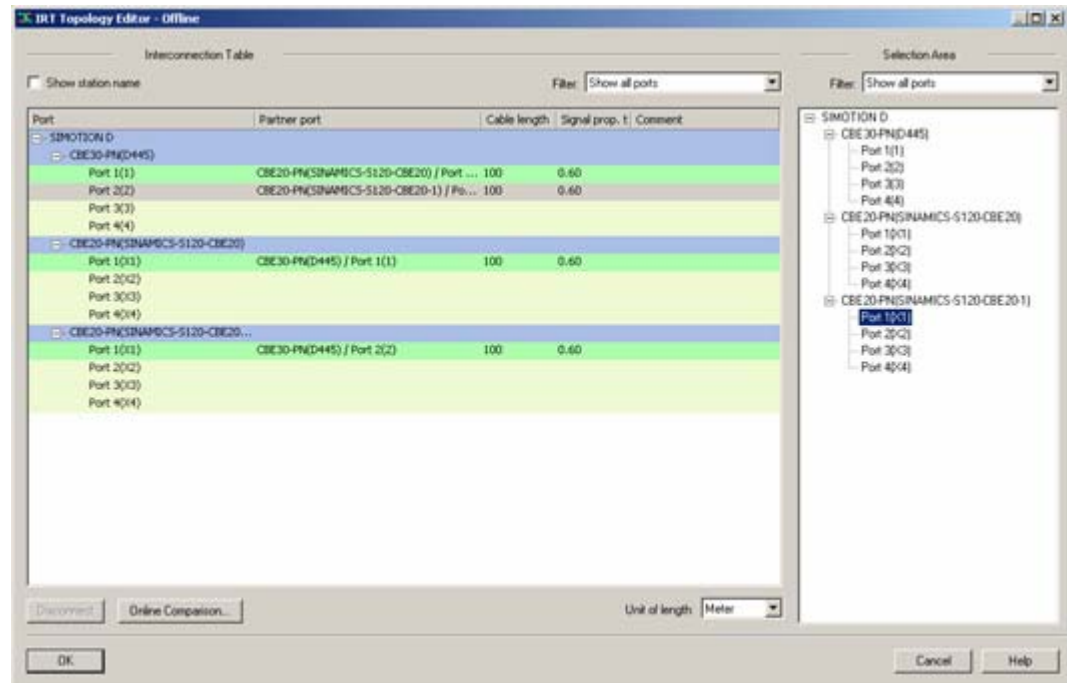 IRT Topology Editor - Offline
Interconnection Table
Selection Area
Show station name
Filter: Show all ports
Filter: Show all ports
Port Partner port Cable length Signal prop. t Comment
SIMOTION D
CBE30-PN(D445)
Port 1(1) CBE20-PN(SINAMICS-S120-CBE20) / Port ... 100 0.60
Port 2(2) CBE20-PN(SINAMICS-S120-CBE20-1) / Po... 100 0.60
Port 3(3)
Port 4(4)
CBE20-PN(SINAMICS-S120-CBE20)
Port 1(X1) CBE30-PN(D445) / Port 1(1) 100 0.60
Port 2(X2)
Port 3(X3)
Port 4(X4)
CBE20-PN(SINAMICS-S120-CBE20...
Port 1(X1) CBE30-PN(D445) / Port 2(2) 100 0.60
Port 2(X2)
Port 3(X3)
Port 4(X4)
SIMOTION D
CBE30-PN(D445)
Port 1(1)
Port 2(2)
Port 3(3)
Port 4(4)
CBE20-PN(SINAMICS-S120-CBE20)
Port 1(X1)
Port 2(X2)
Port 3(X3)
Port 4(X4)
CBE20-PN(SINAMICS-S120-CBE20-1)
Port 1(X1)
Port 2(X2)
Port 3(X3)
Port 4(X4)
Disconnect Online Comparison... Unit of length Meter
OK Cancel Help